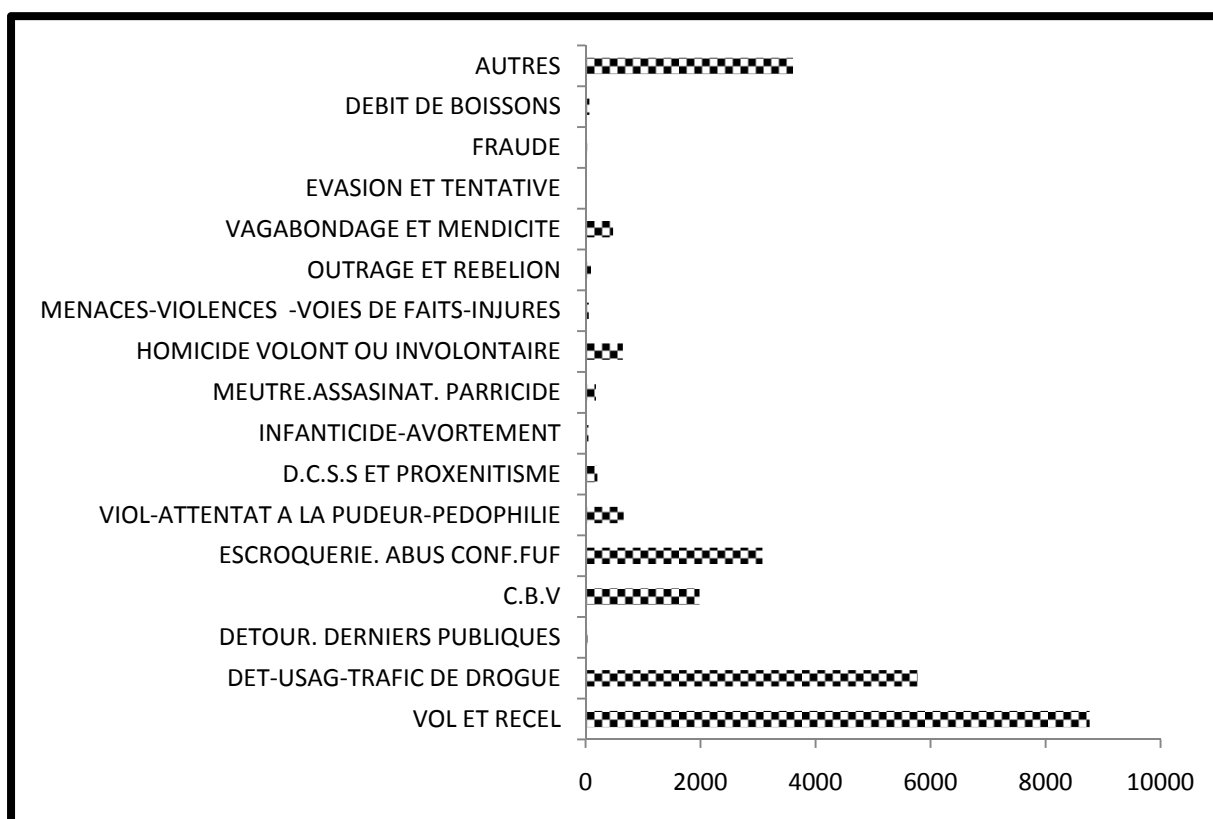 AUTRES
DEBIT DE BOISSONS
FRAUDE
EVASION ET TENTATIVE
VAGABONDAGE ET MENDICITE
OUTRAGE ET REBELION
MENACES-VIOLENCES -VOIES DE FAITS-INJURES
HOMICIDE VOLONT OU INVOLONTAIRE
MEUTRE.ASSASINAT. PARRICIDE
INFANTICIDE-AVORTEMENT
D.C.S.S ET PROXENITISME
VIOL-ATTENTAT A LA PUDEUR-PEDOPHILIE
ESCROQUERIE. ABUS CONF.FUF
C.B.V
DETOUR. DERNIERS PUBLIQUES
DET-USAG-TRAFIC DE DROGUE
VOL ET RECEL
0 2000 4000 6000 8000 10000